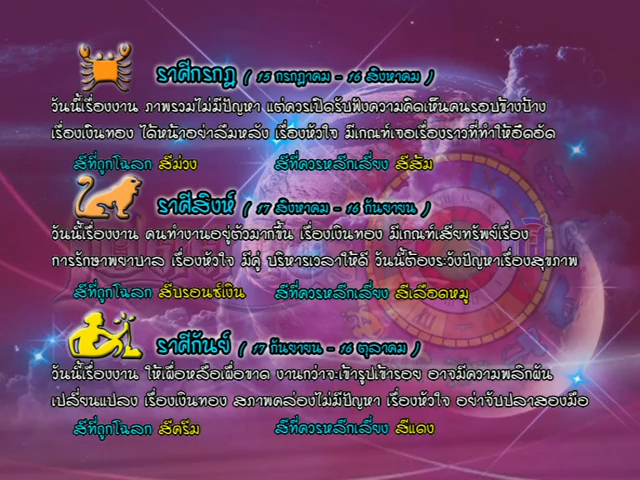 ราศีกรกฎ ( 15 กรกฎาคม - 16 สิงหาคม )
วันนี้เรื่องงาน ภาพรวมไม่มีปัญหา แต่ควรเปิดรับฟังความคิดเห็นคนรอบข้างบ้าง
เรื่องเงินทอง ได้หน้าอย่าลืมหลัง เรื่องหัวใจ มีเกณฑ์เจอเรื่องราวที่ทำให้อึดอัด
สีที่ถูกโฉลก สีม่วง สีที่ควรหลีกเลี่ยง สีส้ม
ราศีสิงห์ ( 17 สิงหาคม - 16 กันยายน )
วันนี้เรื่องงาน คนทำงานอยู่ตัวมากขึ้น เรื่องเงินทอง มีเกณฑ์เสียทรัพย์เรื่อง
การรักษาพยาบาล เรื่องหัวใจ มีคู่ บริหารเวลาให้ดี วันนี้ต้องระวังปัญหาเรื่องสุขภาพ
สีที่ถูกโฉลก สีบรอนซ์เงิน สีที่ควรหลีกเลี่ยง สีเลือดหมู
ราศีกันย์ ( 17 กันยายน - 16 ตุลาคม )
วันนี้เรื่องงาน ให้เผื่อเหลือเผื่อขาด งานกว่าจะเข้ารูปเข้ารอย อาจมีความพลิกผัน
เปลี่ยนแปลง เรื่องเงินทอง สภาพคล่องไม่มีปัญหา เรื่องหัวใจ อย่าจับปลาสองมือ
สีที่ถูกโฉลก สีครีม สีที่ควรหลีกเลี่ยง สีแดง